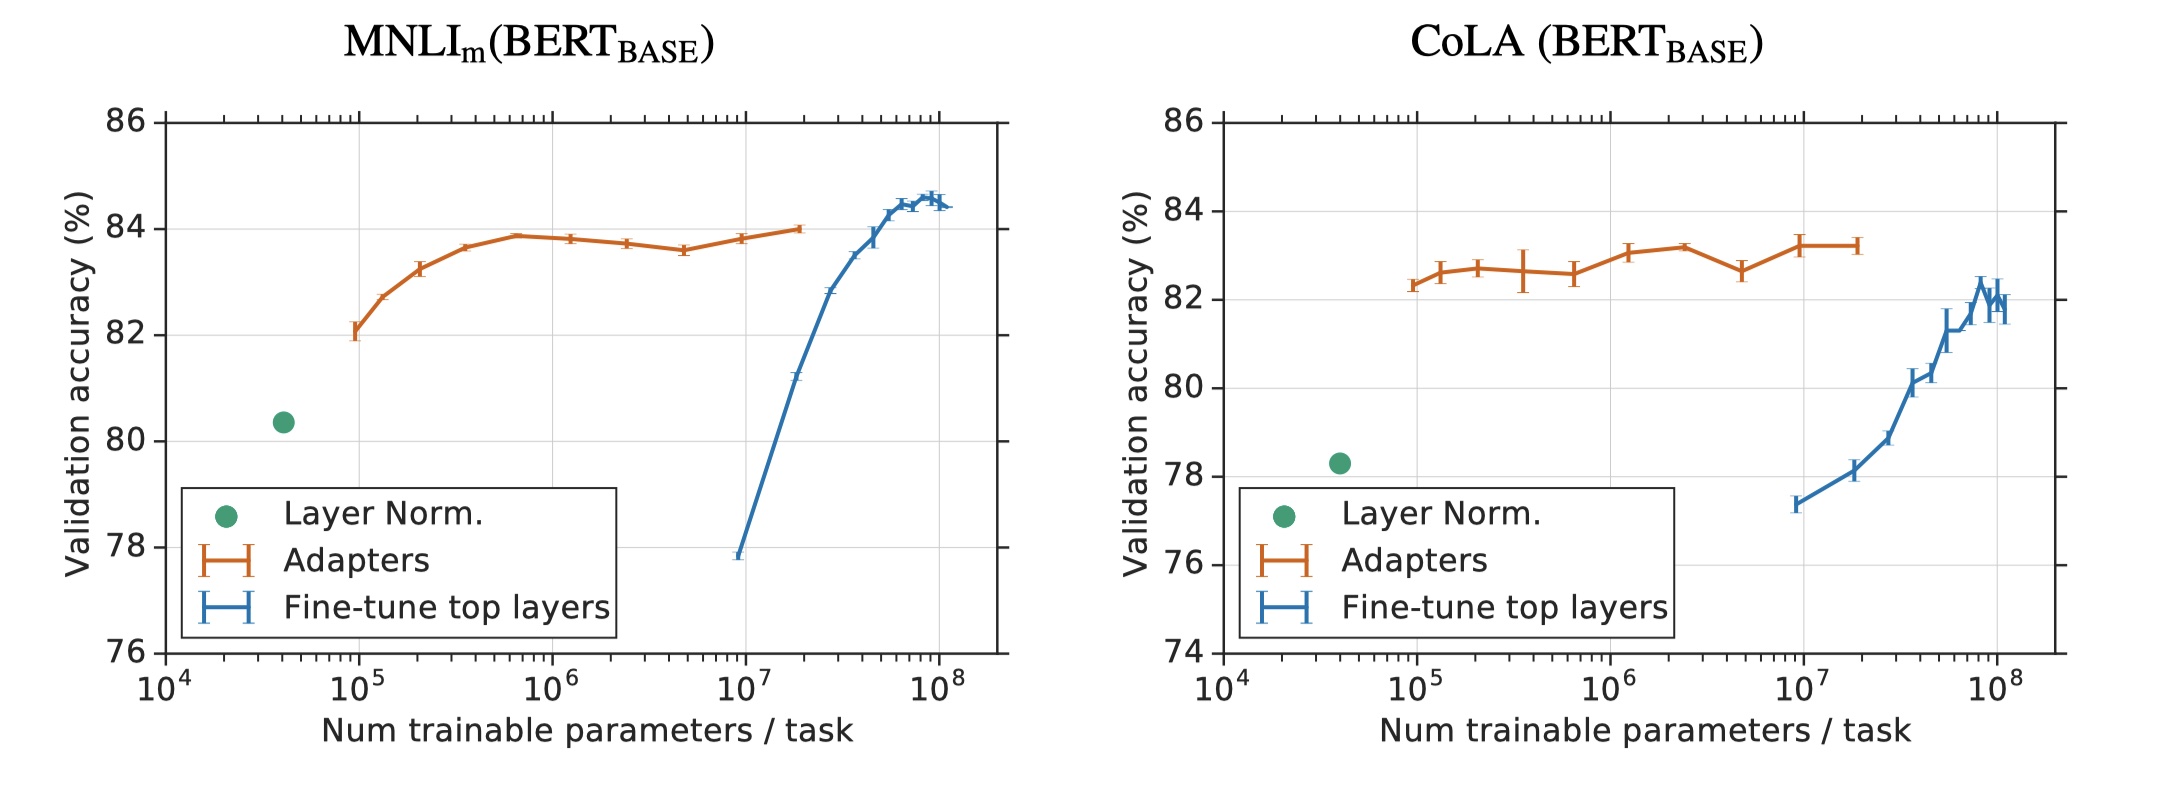 MNLIm(BERTBASE)
86
84
82
80
78
76
Validation accuracy (%)
Layer Norm.
Adapters
Fine-tune top layers
10^4 10^5 10^6 10^7 10^8
Num trainable parameters / task
CoLA (BERTBASE)
86
84
82
80
78
76
74
Validation accuracy (%)
Layer Norm.
Adapters
Fine-tune top layers
10^4 10^5 10^6 10^7 10^8
Num trainable parameters / task